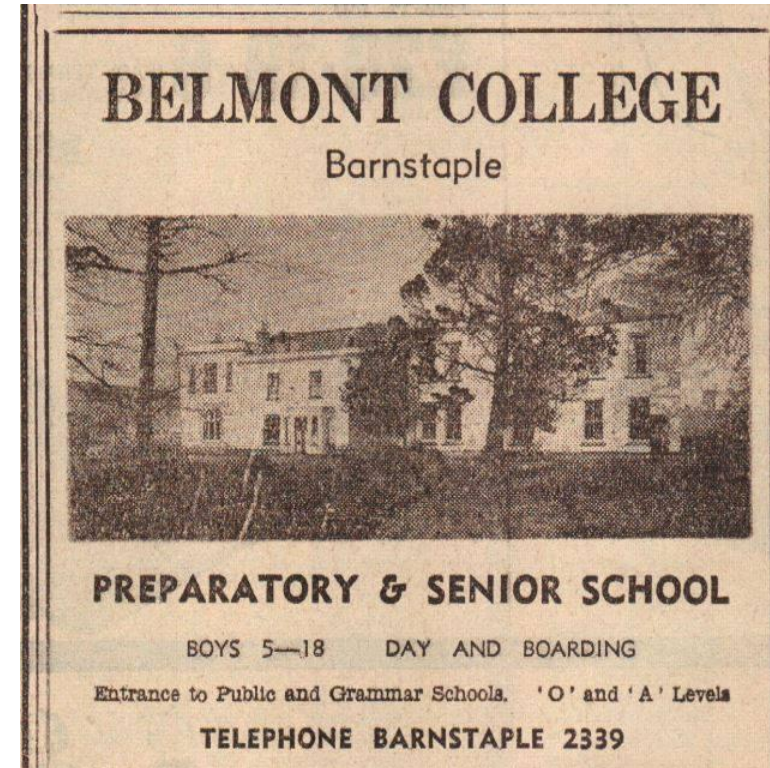 BELMONT COLLEGE
Barnstaple
PREPARATORY & SENIOR SCHOOL
BOYS 5—18 DAY AND BOARDING
Entrance to Public and Grammar Schools. 'O' and 'A' Levels
TELEPHONE BARNSTAPLE 2339